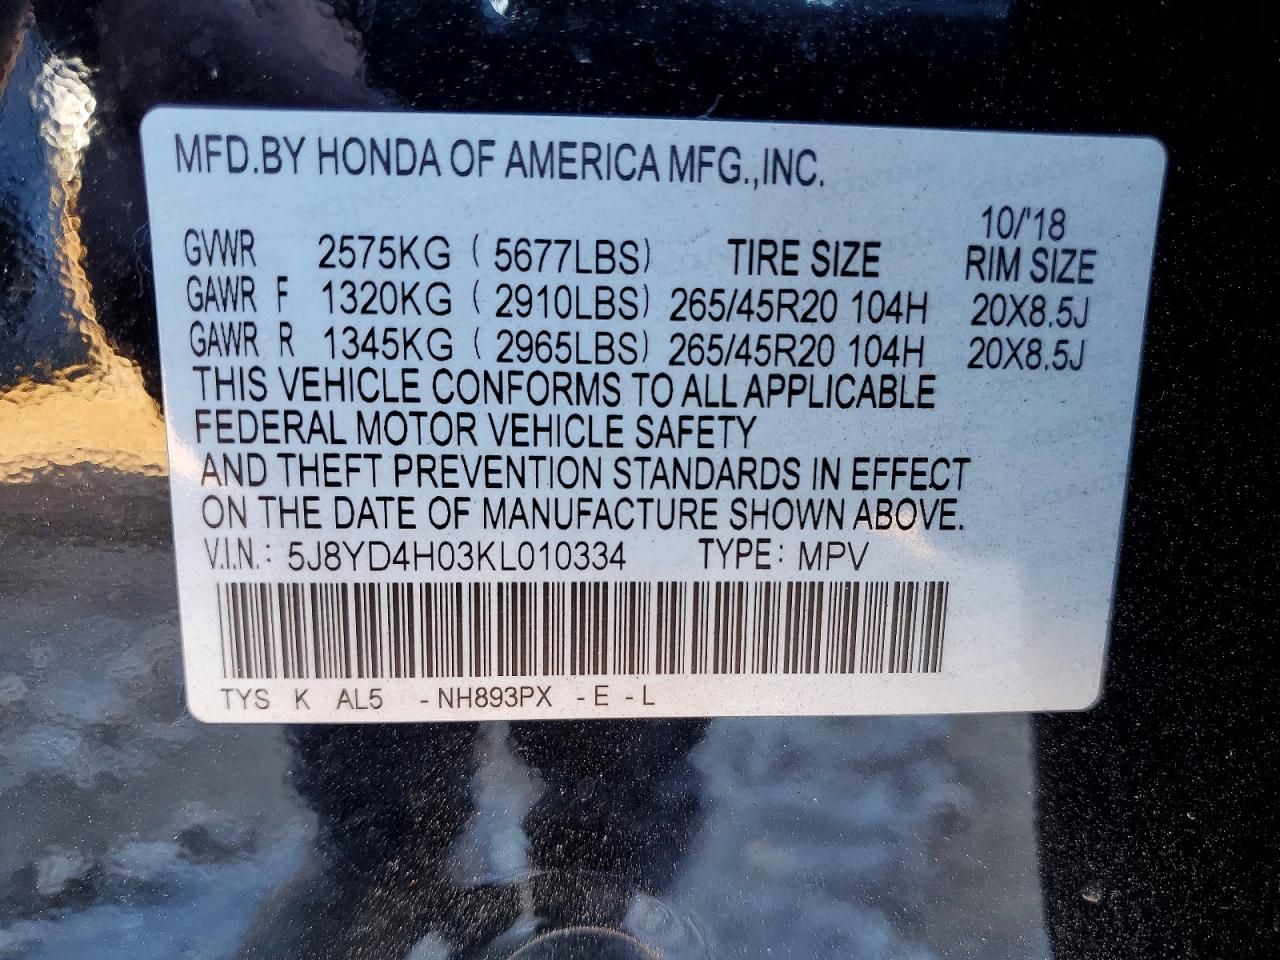 MFD.BY HONDA OF AMERICA MFG.,INC.
10/'18
GVWR 2575KG ( 5677LBS) TIRE SIZE RIM SIZE
GAWR F 1320KG ( 2910LBS) 265/45R20 104H 20X8.5J
GAWR R 1345KG ( 2965LBS) 265/45R20 104H 20X8.5J
THIS VEHICLE CONFORMS TO ALL APPLICABLE
FEDERAL MOTOR VEHICLE SAFETY
AND THEFT PREVENTION STANDARDS IN EFFECT
ON THE DATE OF MANUFACTURE SHOWN ABOVE.
V.I.N.: 5J8YD4H03KL010334 TYPE: MPV
TYS K AL5 -NH893PX -E -L